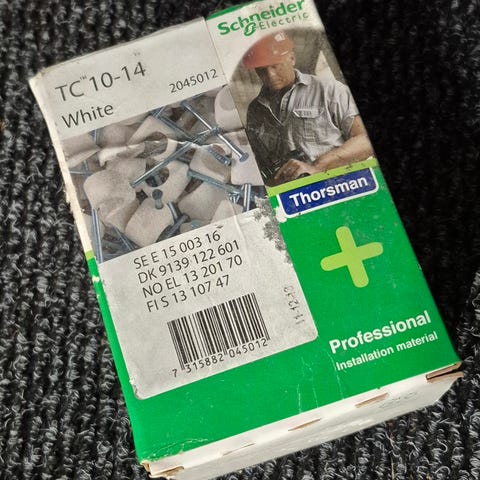 Schneider
Electric
TC™ 10-14
2045012
White
Thorsman
SE E 15 003 16
DK 9139 122 601
NO EL 13 201 70
FI S 13 107 47
7 315882 045012
Professional
Installation material